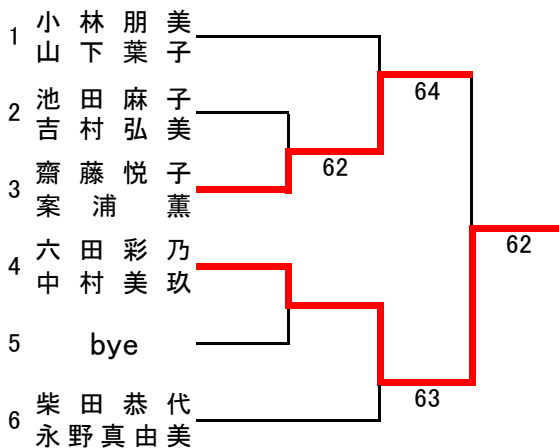 1 小林朋美
山下葉子
64
2 池田麻子
吉村弘美
62
3 齋藤悦子
案浦薫
62
4 六田彩乃
中村美玖
5 bye
63
6 柴田恭代
永野真由美